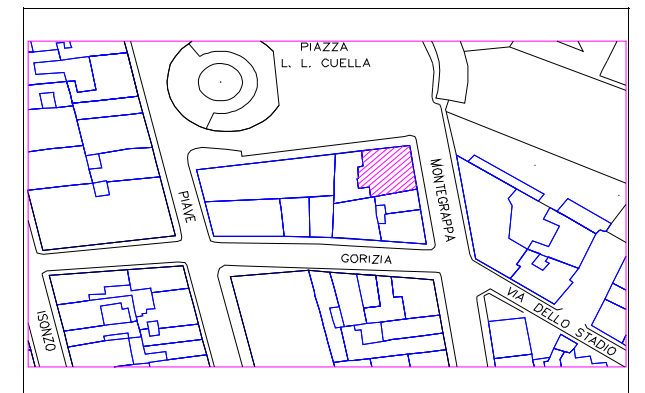 PIAZZA
L. L. CUELLA
PIAVE
MONTEGRAPPA
GORIZIA
ISONZO
VIA DELLO STADIO